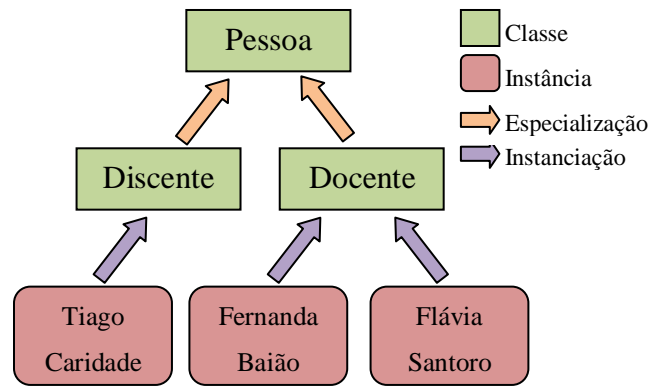 Pessoa
Classe
Instância
Especialização
Instanciação
Discente
Docente
Tiago
Caridade
Fernanda
Baião
Flávia
Santoro